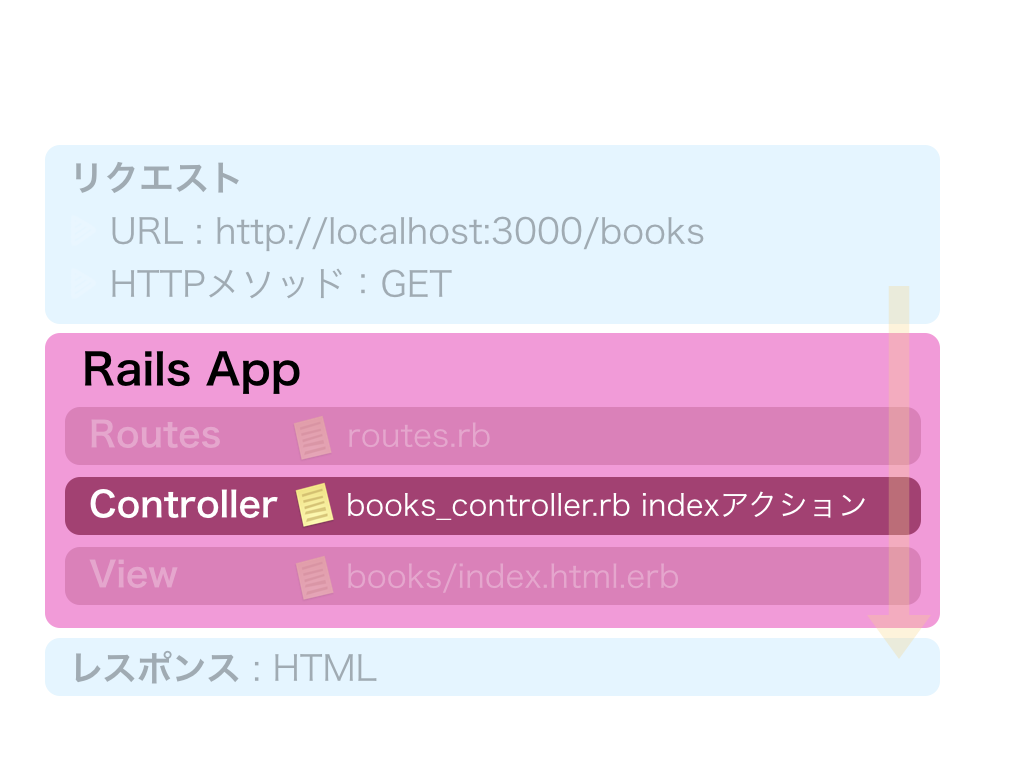 リクエスト
URL : http://localhost:3000/books
HTTPメソッド：GET
Rails App
Routes routes.rb
Controller books_controller.rb indexアクション
View books/index.html.erb
レスポンス : HTML